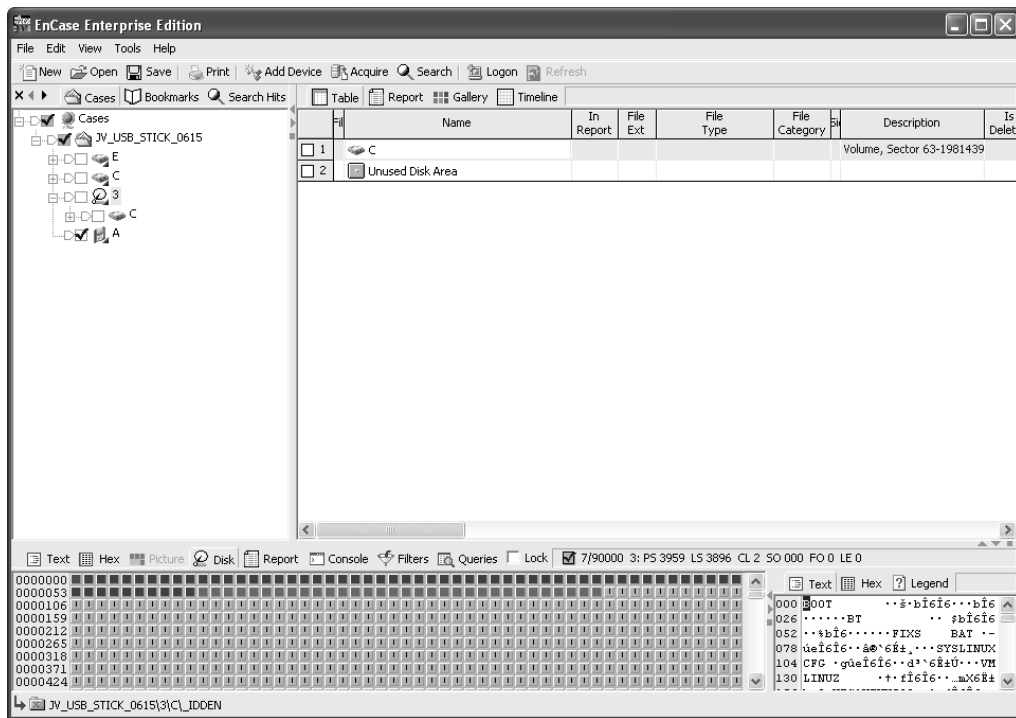 EnCase Enterprise Edition
File Edit View Tools Help
New Open Save Print Add Device Acquire Search Logon Refresh
Cases Bookmarks Search Hits
Table Report Gallery Timeline
Cases
JV_USB_STICK_0615
E
C
3
C
A
Fil Name In Report File Ext File Type File Category Description Is Delet
1 C Volume, Sector 63-1981439
2 Unused Disk Area
Text Hex Picture Disk Report Console Filters Queries Lock 7/90000 3: PS 3959 LS 3896 CL 2 SO 000 FO 0 LE 0
Text Hex Legend
0000000
0000053
0000106
0000159
0000212
0000265
0000318
0000371
0000424
000 BOOT
026 ······BT
052 FIXS BAT
078 SYSLINUX
104 CFG VM
130 LINUZ
JV_USB_STICK_0615\3\C\_IDDEN